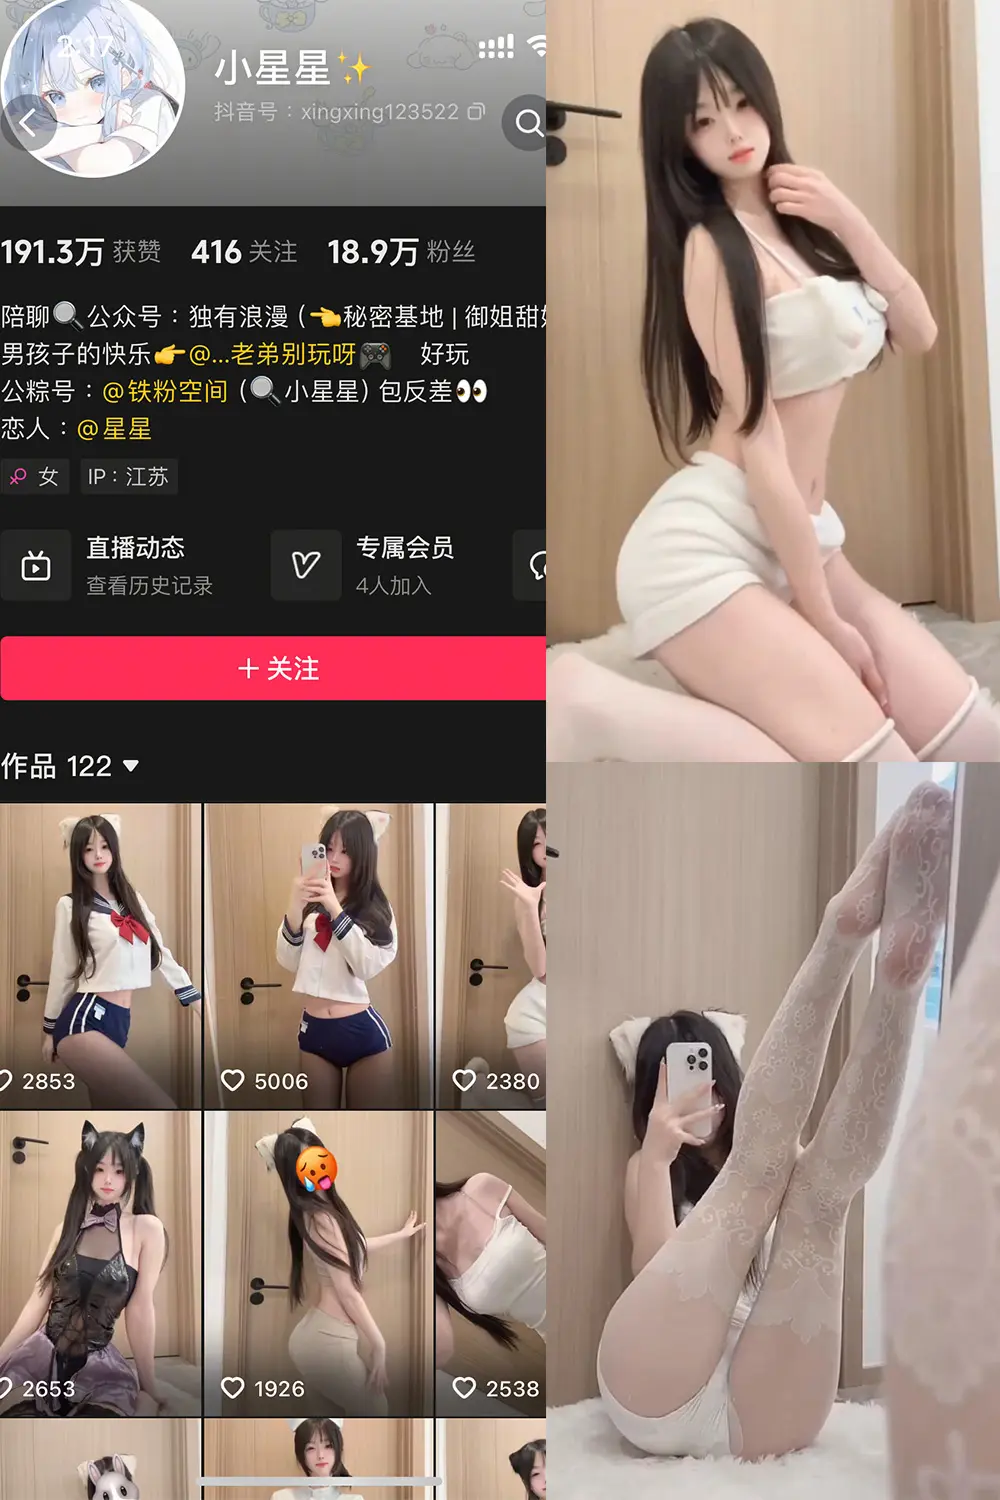 2:17
小星星✨
抖音号：xingxing123522
191.3万 获赞 416 关注 18.9万 粉丝
陪聊🔍公众号：独有浪漫 (👈秘密基地 | 御姐甜
男孩子的快乐👉@...老弟别玩呀🎮 好玩
公粽号：@铁粉空间 (🔍小星星) 包反差👀
恋人：@星星
女 IP：江苏
直播动态
查看历史记录
专属会员
4人加入
+ 关注
作品 122
2853
5006
2380
2653
1926
2538